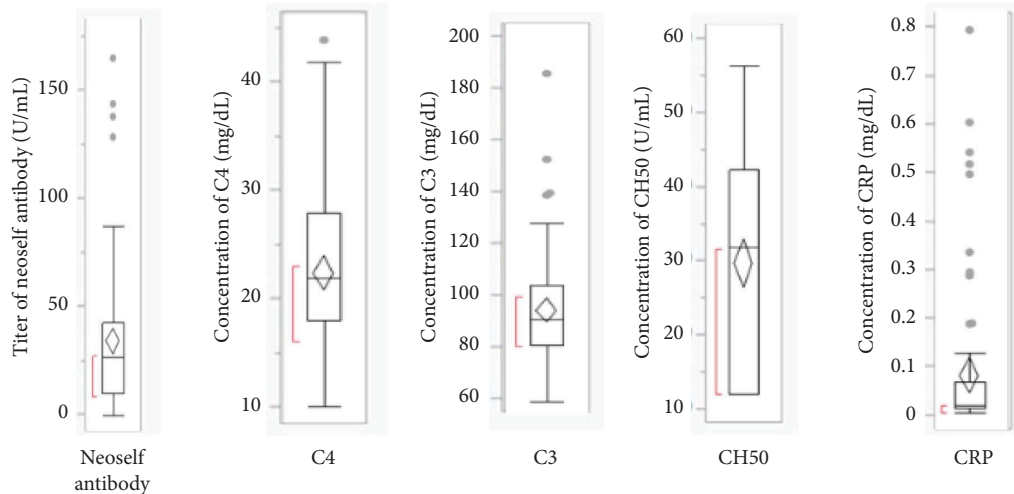 Titer of neoself antibody (U/mL)
150
100
50
0
Neoself
antibody
Concentration of C4 (mg/dL)
40
30
20
10
C4
Concentration of C3 (mg/dL)
200
180
160
140
120
100
80
60
C3
Concentration of CH50 (U/mL)
60
50
40
30
20
10
CH50
Concentration of CRP (mg/dL)
0.8
0.7
0.6
0.5
0.4
0.3
0.2
0.1
0
CRP